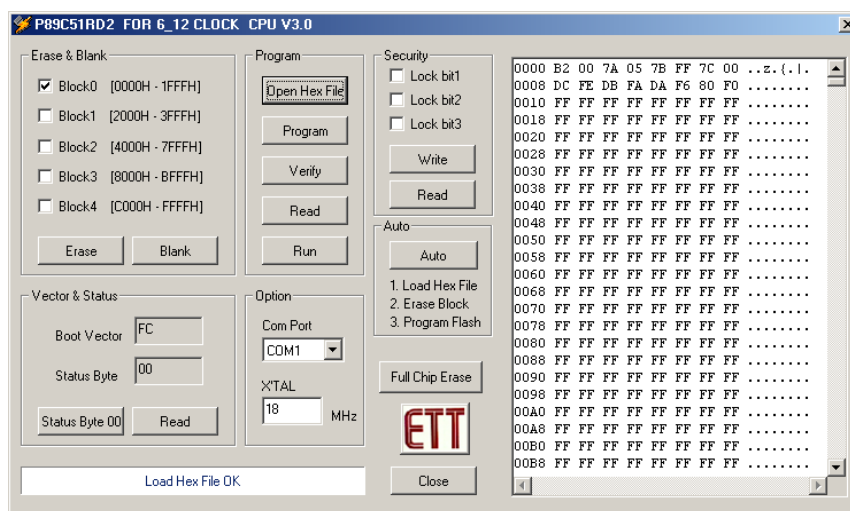 P89C51RD2 FOR 6_12 CLOCK CPU V3.0
Erase & Blank
Block0 [0000H - 1FFFH]
Block1 [2000H - 3FFFH]
Block2 [4000H - 7FFFH]
Block3 [8000H - BFFFH]
Block4 [C000H - FFFFH]
Erase Blank
Program
Open Hex File
Program
Verify
Read
Run
Security
Lock bit1
Lock bit2
Lock bit3
Write
Read
Auto
Auto
1. Load Hex File
2. Erase Block
3. Program Flash
Vector & Status
Boot Vector FC
Status Byte 00
Status Byte 00 Read
Option
Com Port
COM1
X'TAL
18 MHz
Full Chip Erase
ETT
Close
Load Hex File OK
0000 B2 00 7A 05 7B FF 7C 00 ..z.{.|.
0008 DC FE DB FA DA F6 80 F0 ........
0010 FF FF FF FF FF FF FF FF ........
0018 FF FF FF FF FF FF FF FF ........
0020 FF FF FF FF FF FF FF FF ........
0028 FF FF FF FF FF FF FF FF ........
0030 FF FF FF FF FF FF FF FF ........
0038 FF FF FF FF FF FF FF FF ........
0040 FF FF FF FF FF FF FF FF ........
0048 FF FF FF FF FF FF FF FF ........
0050 FF FF FF FF FF FF FF FF ........
0058 FF FF FF FF FF FF FF FF ........
0060 FF FF FF FF FF FF FF FF ........
0068 FF FF FF FF FF FF FF FF ........
0070 FF FF FF FF FF FF FF FF ........
0078 FF FF FF FF FF FF FF FF ........
0080 FF FF FF FF FF FF FF FF ........
0088 FF FF FF FF FF FF FF FF ........
0090 FF FF FF FF FF FF FF FF ........
0098 FF FF FF FF FF FF FF FF ........
00A0 FF FF FF FF FF FF FF FF ........
00A8 FF FF FF FF FF FF FF FF ........
00B0 FF FF FF FF FF FF FF FF ........
00B8 FF FF FF FF FF FF FF FF ........